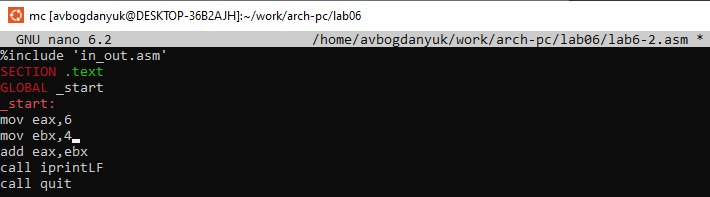 mc [avbogdanyuk@DESKTOP-36B2AJH]:~/work/arch-pc/lab06
GNU nano 6.2 /home/avbogdanyuk/work/arch-pc/lab06/lab6-2.asm *
%include 'in_out.asm'
SECTION .text
GLOBAL _start
_start:
mov eax,6
mov ebx,4
add eax,ebx
call iprintLF
call quit